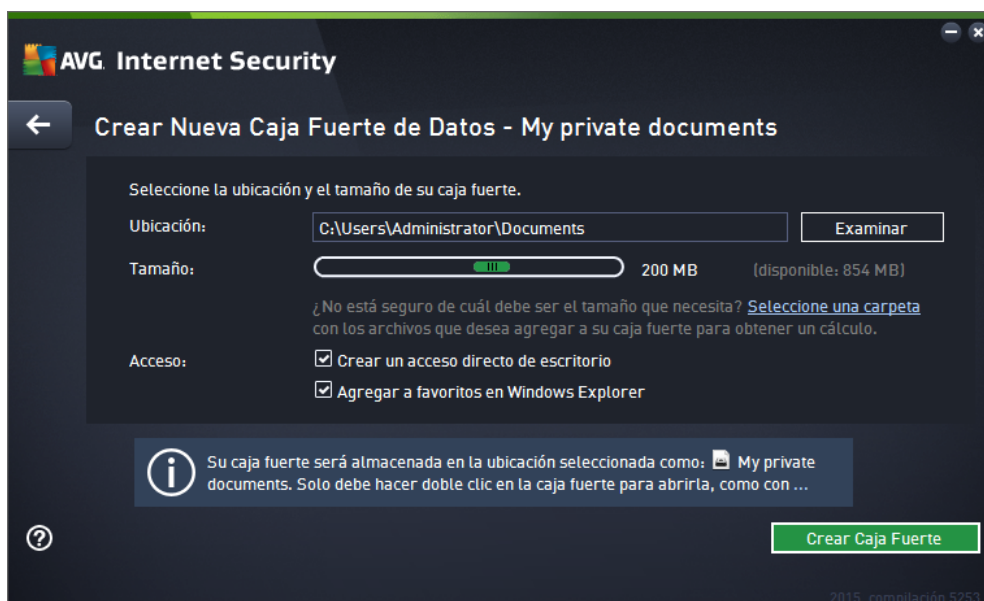 AVG. Internet Security
Crear Nueva Caja Fuerte de Datos - My private documents
Seleccione la ubicación y el tamaño de su caja fuerte.
Ubicación: C:\Users\Administrator\Documents Examinar
Tamaño: 200 MB (disponible: 854 MB)
¿No está seguro de cuál debe ser el tamaño que necesita? Seleccione una carpeta
con los archivos que desea agregar a su caja fuerte para obtener un cálculo.
Acceso: Crear un acceso directo de escritorio
Agregar a favoritos en Windows Explorer
Su caja fuerte será almacenada en la ubicación seleccionada como: My private
documents. Solo debe hacer doble clic en la caja fuerte para abrirla, como con ...
Crear Caja Fuerte
2015, compilación 5253